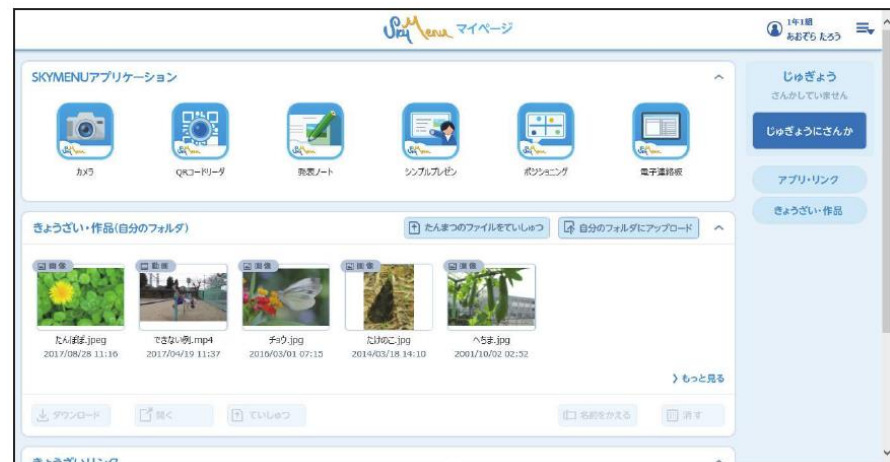 SkyMenu マイページ
1年1組
あおぞら たろう
SKYMENUアプリケーション
カメラ
QRコードリーダ
発表ノート
シンプルプレゼン
ポジショニング
電子連絡板
じゅぎょう
さんかしていません
じゅぎょうにさんか
アプリ・リンク
きょうざい・作品
きょうざい・作品(自分のフォルダ)
たんまつのファイルをていしゅつ
自分のフォルダにアップロード
画像
動画
画像
画像
画像
たんぽぽ.jpeg
2017/08/28 11:16
できない例.mp4
2017/04/19 11:37
チョウ.jpg
2016/03/01 07:15
たけのこ.jpg
2014/03/18 14:10
へちま.jpg
2001/10/02 02:52
もっと見る
ダウンロード
開く
ていしゅつ
名前をかえる
消す
きょうざいリンク